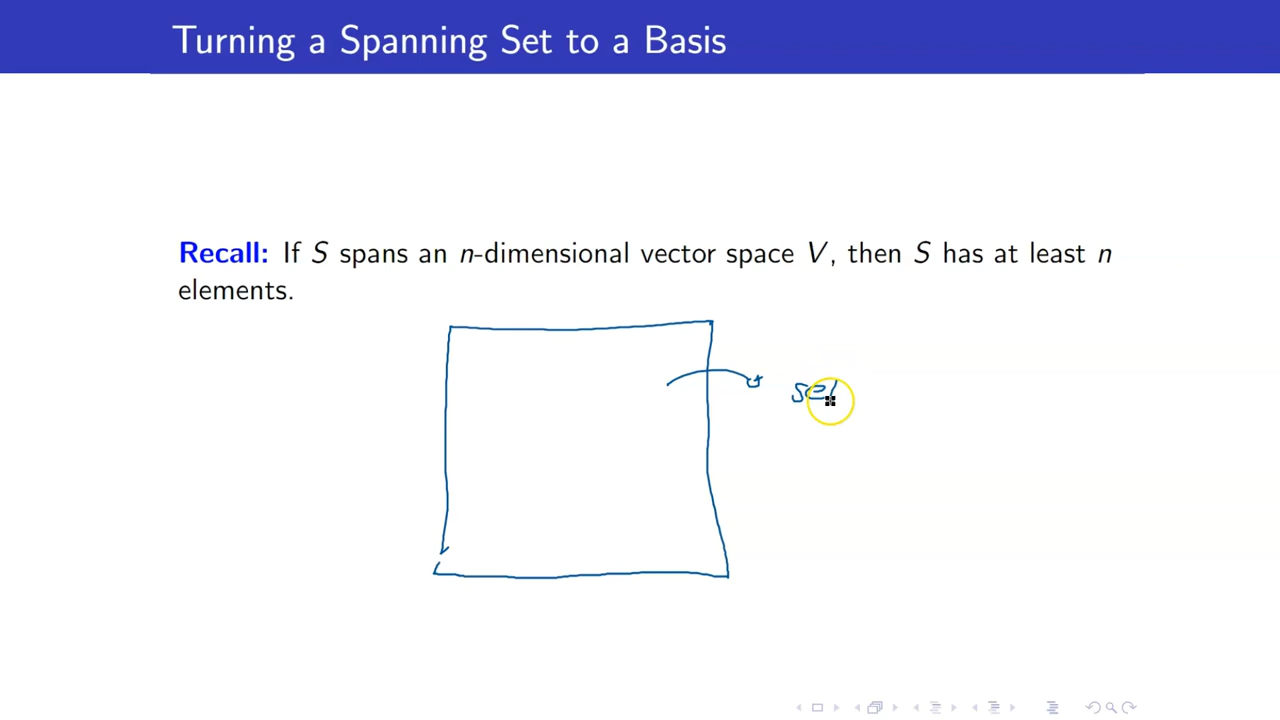 Turning a Spanning Set to a Basis
Recall: If S spans an n-dimensional vector space V, then S has at least n
elements.